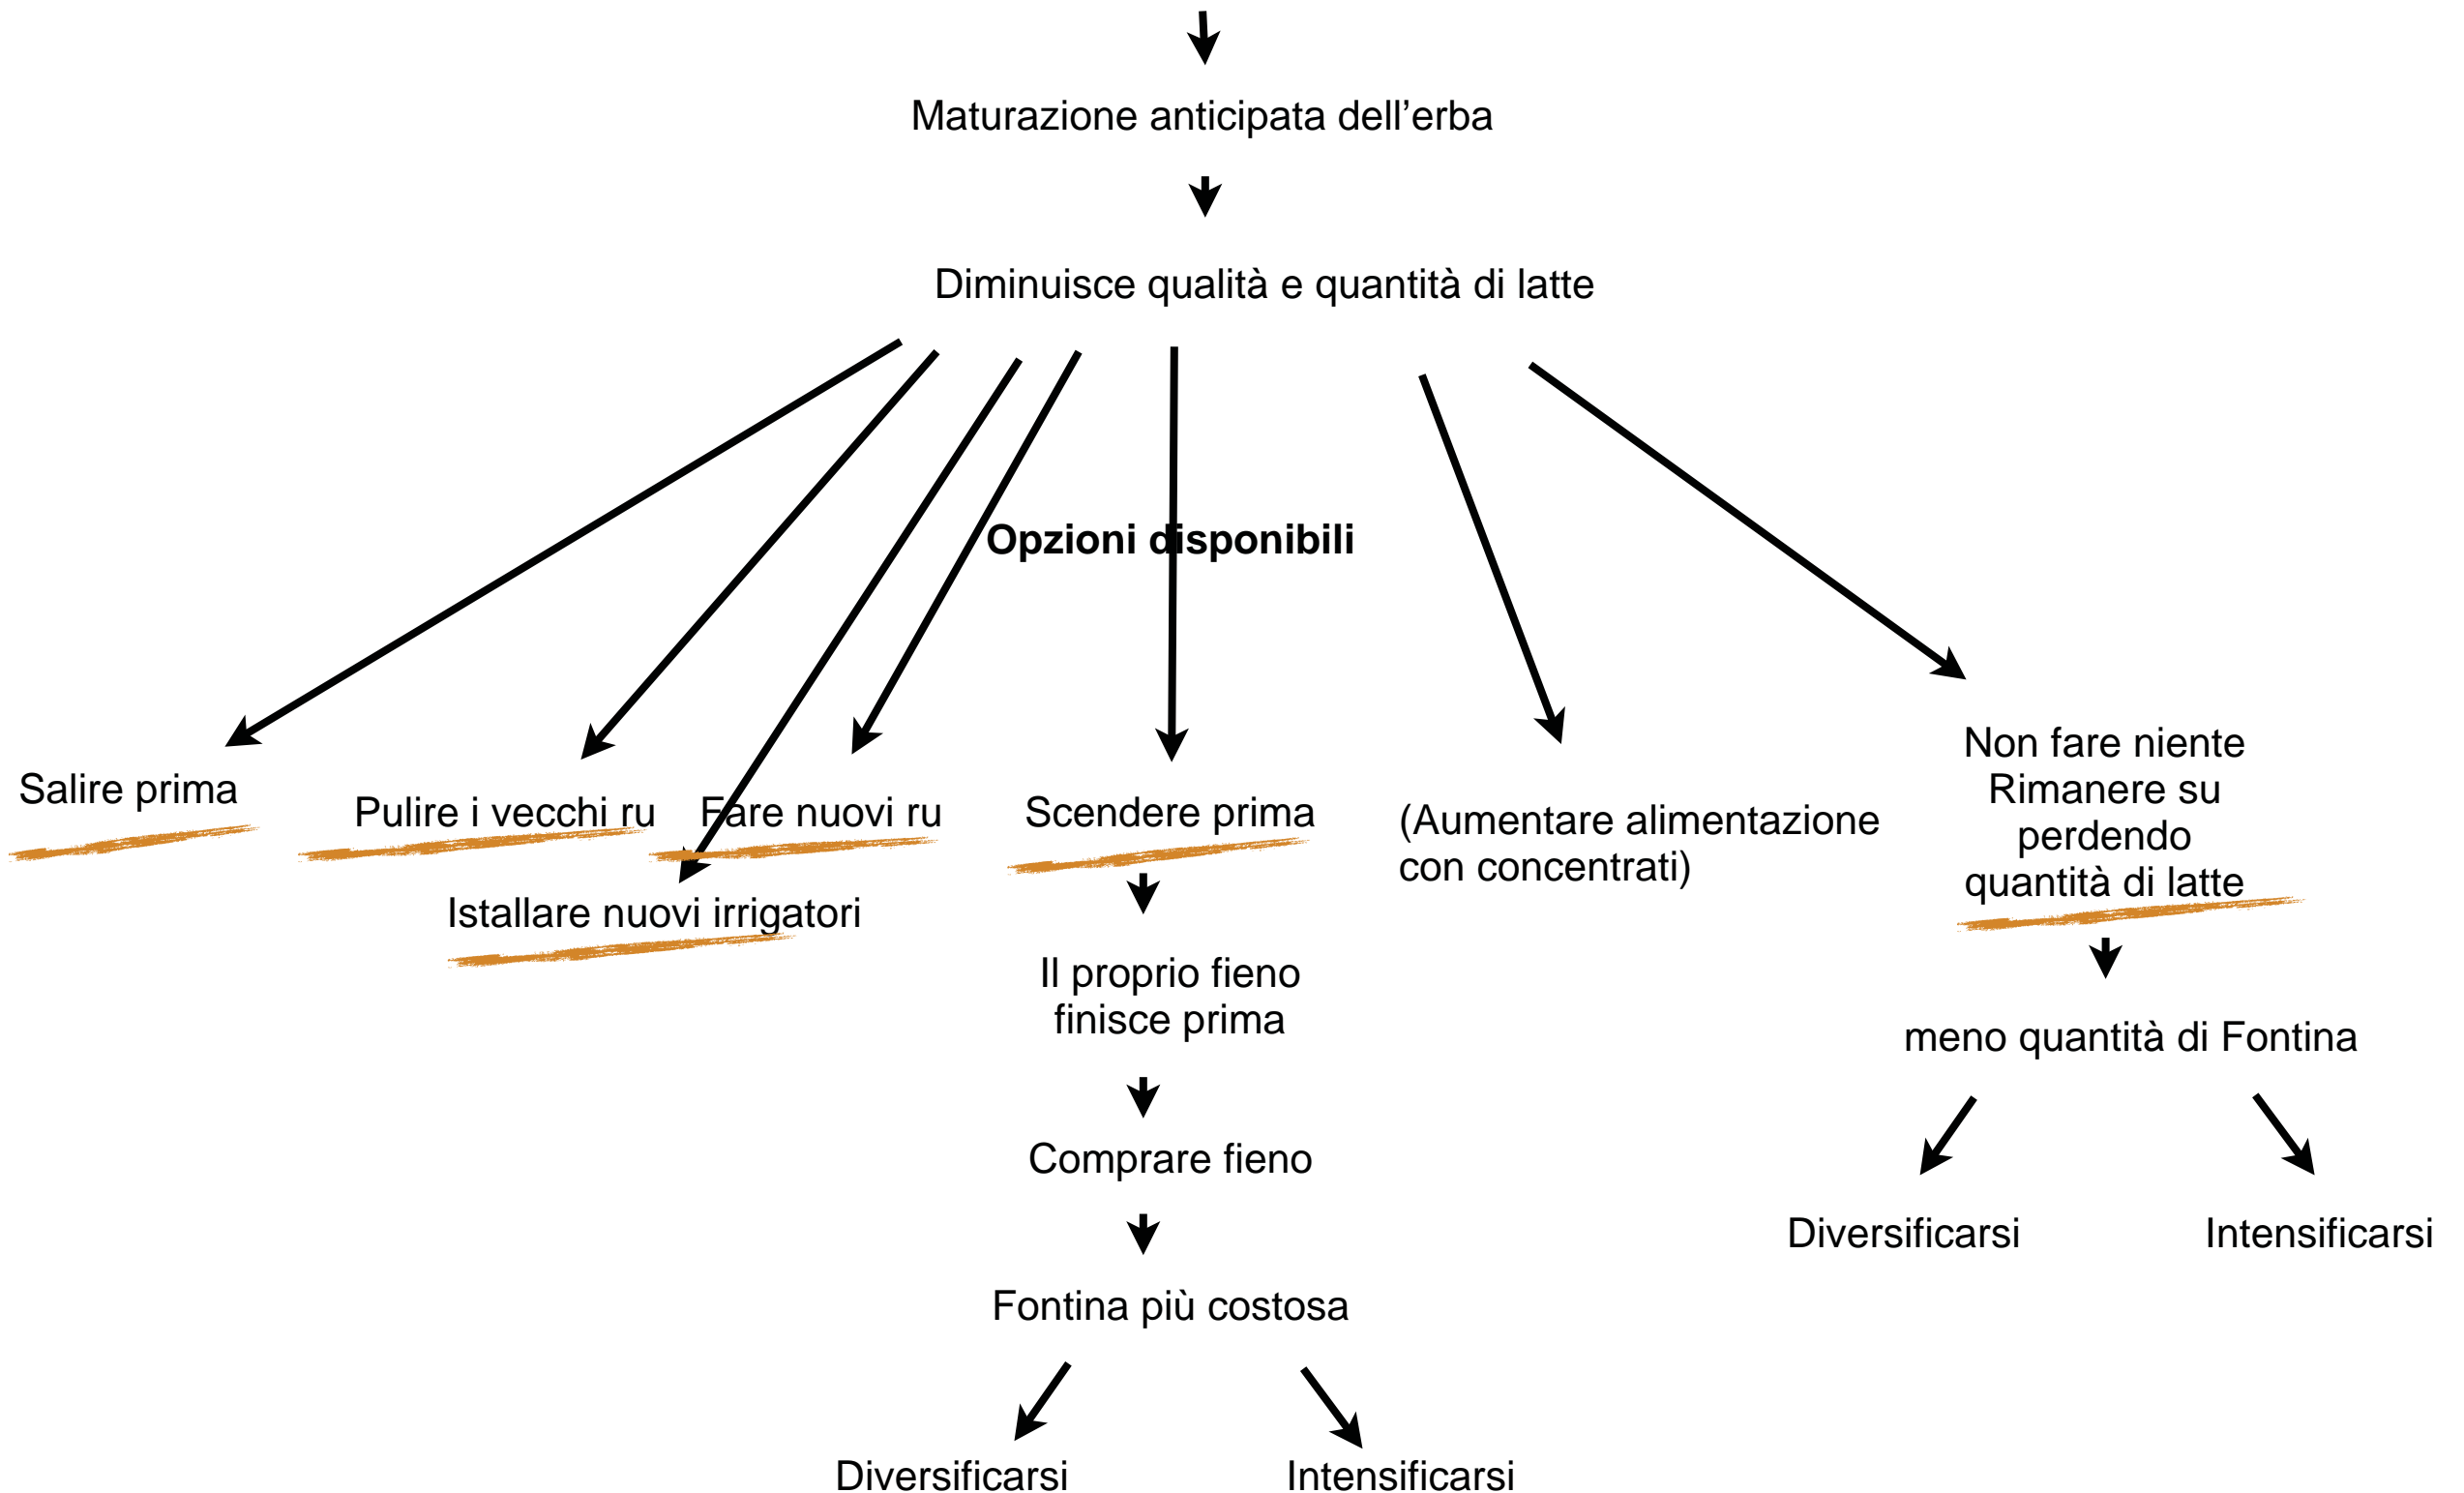 Maturazione anticipata dell’erba
Diminuisce qualità e quantità di latte
Opzioni disponibili
Salire prima
Pulire i vecchi ru
Fare nuovi ru
Istallare nuovi irrigatori
Scendere prima
Il proprio fieno
finisce prima
Comprare fieno
Fontina più costosa
Diversificarsi
Intensificarsi
(Aumentare alimentazione
con concentrati)
Non fare niente
Rimanere su
perdendo
quantità di latte
meno quantità di Fontina
Diversificarsi
Intensificarsi